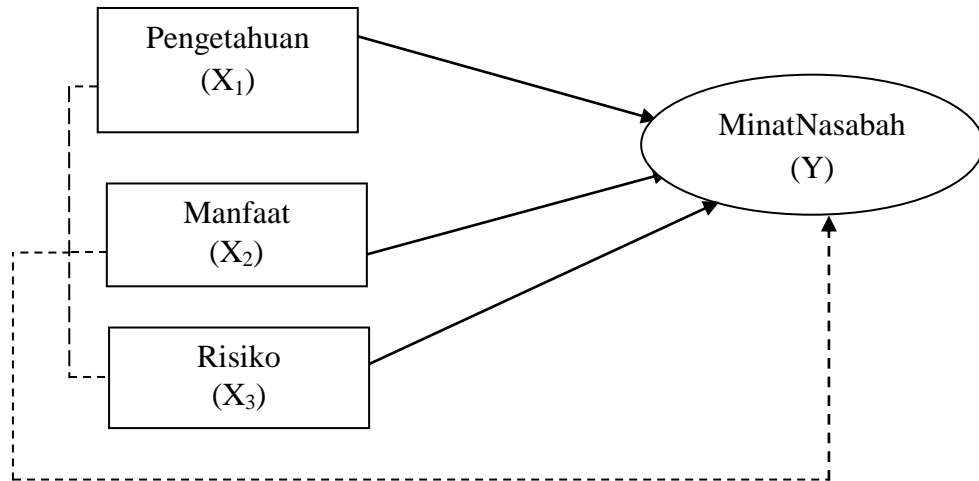 Pengetahuan
(X₁)
MinatNasabah
(Y)
Manfaat
(X₂)
Risiko
(X₃)